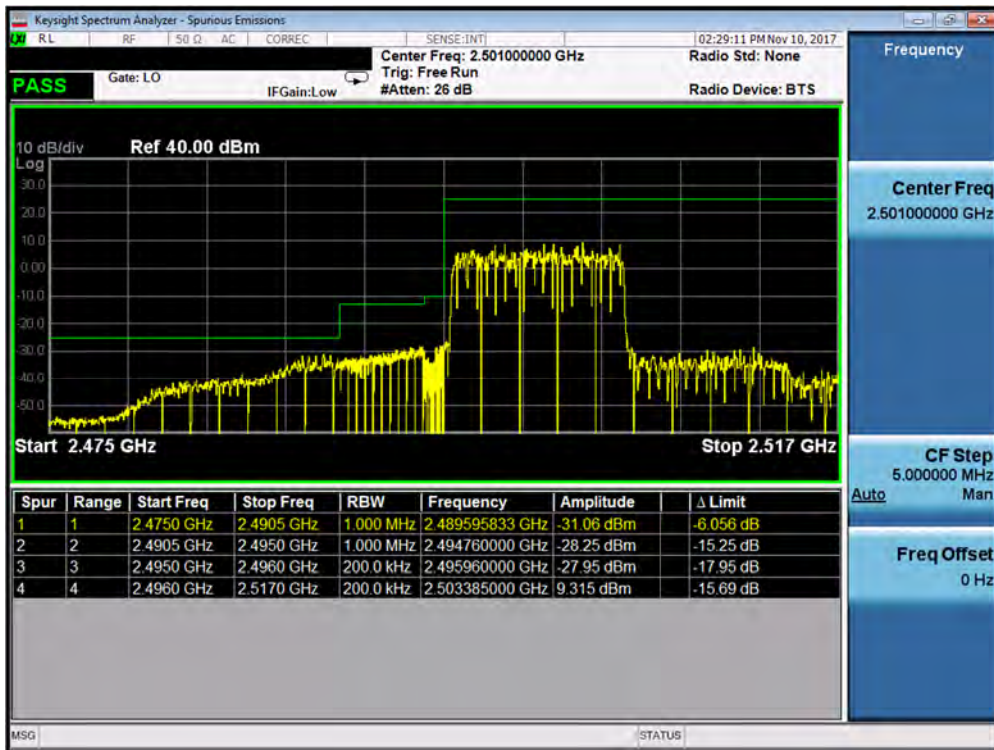 Keysight Spectrum Analyzer - Spurious Emissions
LXI RL RF 50 Ω AC CORREC SENSE:INT 02:29:11 PM Nov 10, 2017
Center Freq: 2.501000000 GHz Radio Std: None
PASS Gate: LO Trig: Free Run
IFGain:Low #Atten: 26 dB Radio Device: BTS
Frequency
10 dB/div Ref 40.00 dBm
Log
30.0
20.0
10.0
0.00
-10.0
-20.0
-30.0
-40.0
-50.0
Start 2.475 GHz Stop 2.517 GHz
Center Freq
2.501000000 GHz
CF Step
5.000000 MHz
Auto Man
Freq Offset
0 Hz
Spur Range Start Freq Stop Freq RBW Frequency Amplitude Δ Limit
1 1 2.4750 GHz 2.4905 GHz 1.000 MHz 2.489595833 GHz -31.06 dBm -6.056 dB
2 2 2.4905 GHz 2.4950 GHz 1.000 MHz 2.494760000 GHz -28.25 dBm -15.25 dB
3 3 2.4950 GHz 2.4960 GHz 200.0 kHz 2.495960000 GHz -27.95 dBm -17.95 dB
4 4 2.4960 GHz 2.5170 GHz 200.0 kHz 2.503385000 GHz 9.315 dBm -15.69 dB
MSG STATUS